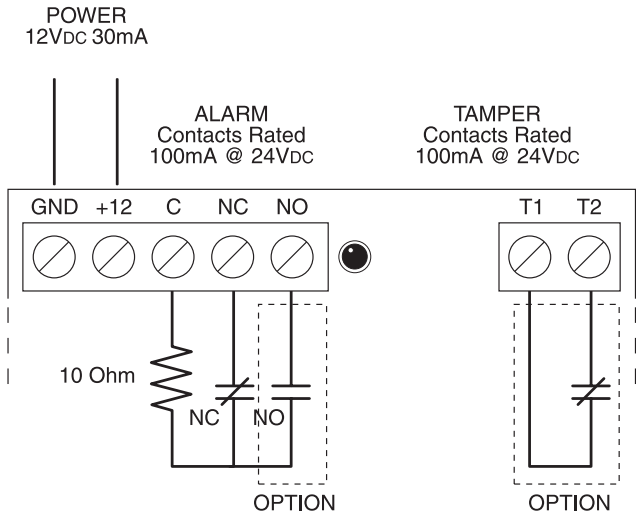 POWER
12VDC 30mA
ALARM
Contacts Rated
100mA @ 24VDC
TAMPER
Contacts Rated
100mA @ 24VDC
GND +12 C NC NO
T1 T2
10 Ohm
NC NO
OPTION
OPTION